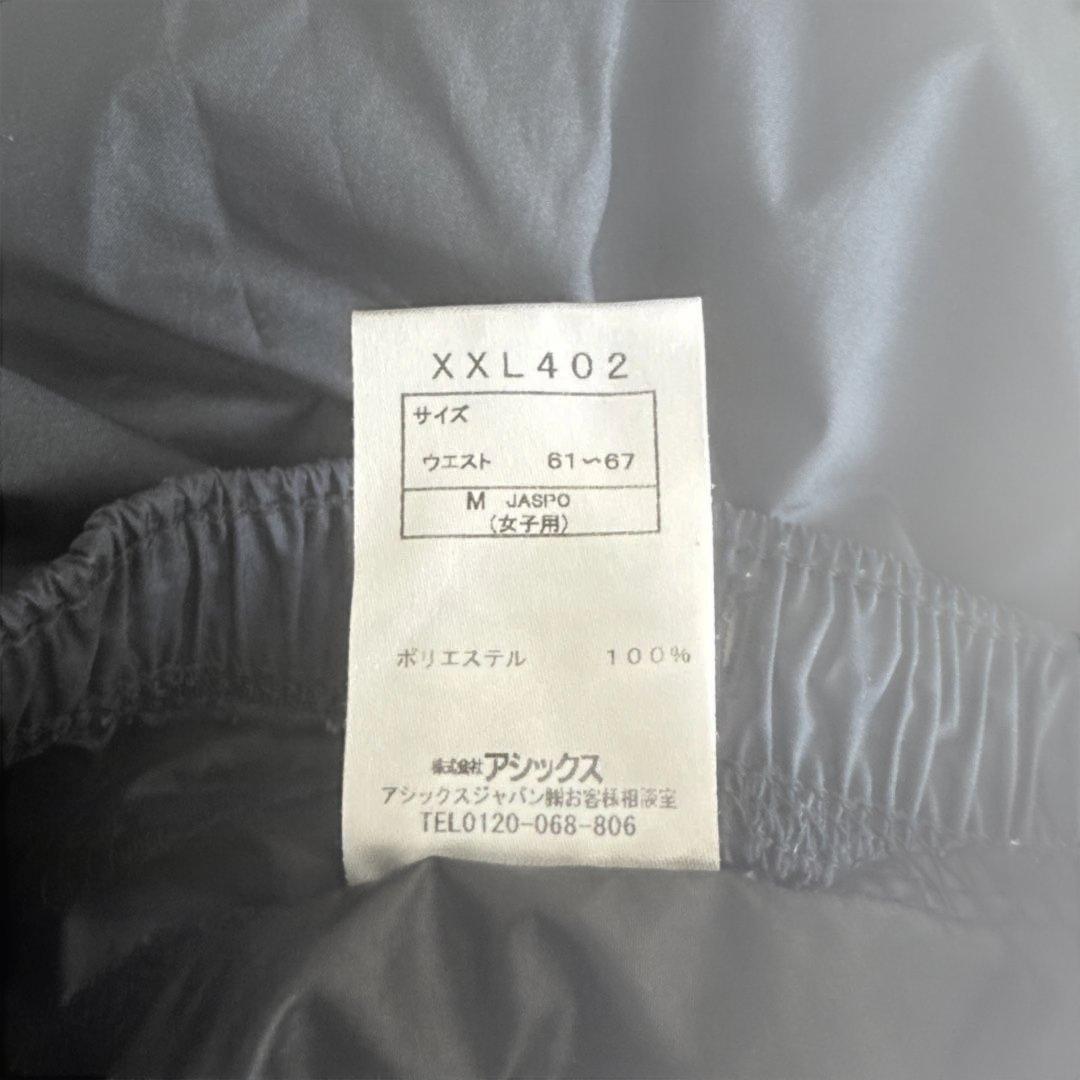 XXL402
サイズ
ウエスト 61〜67
M JASPO
(女子用)
ポリエステル 100%
株式会社アシックス
アシックスジャパン㈱お客様相談室
TEL0120-068-806